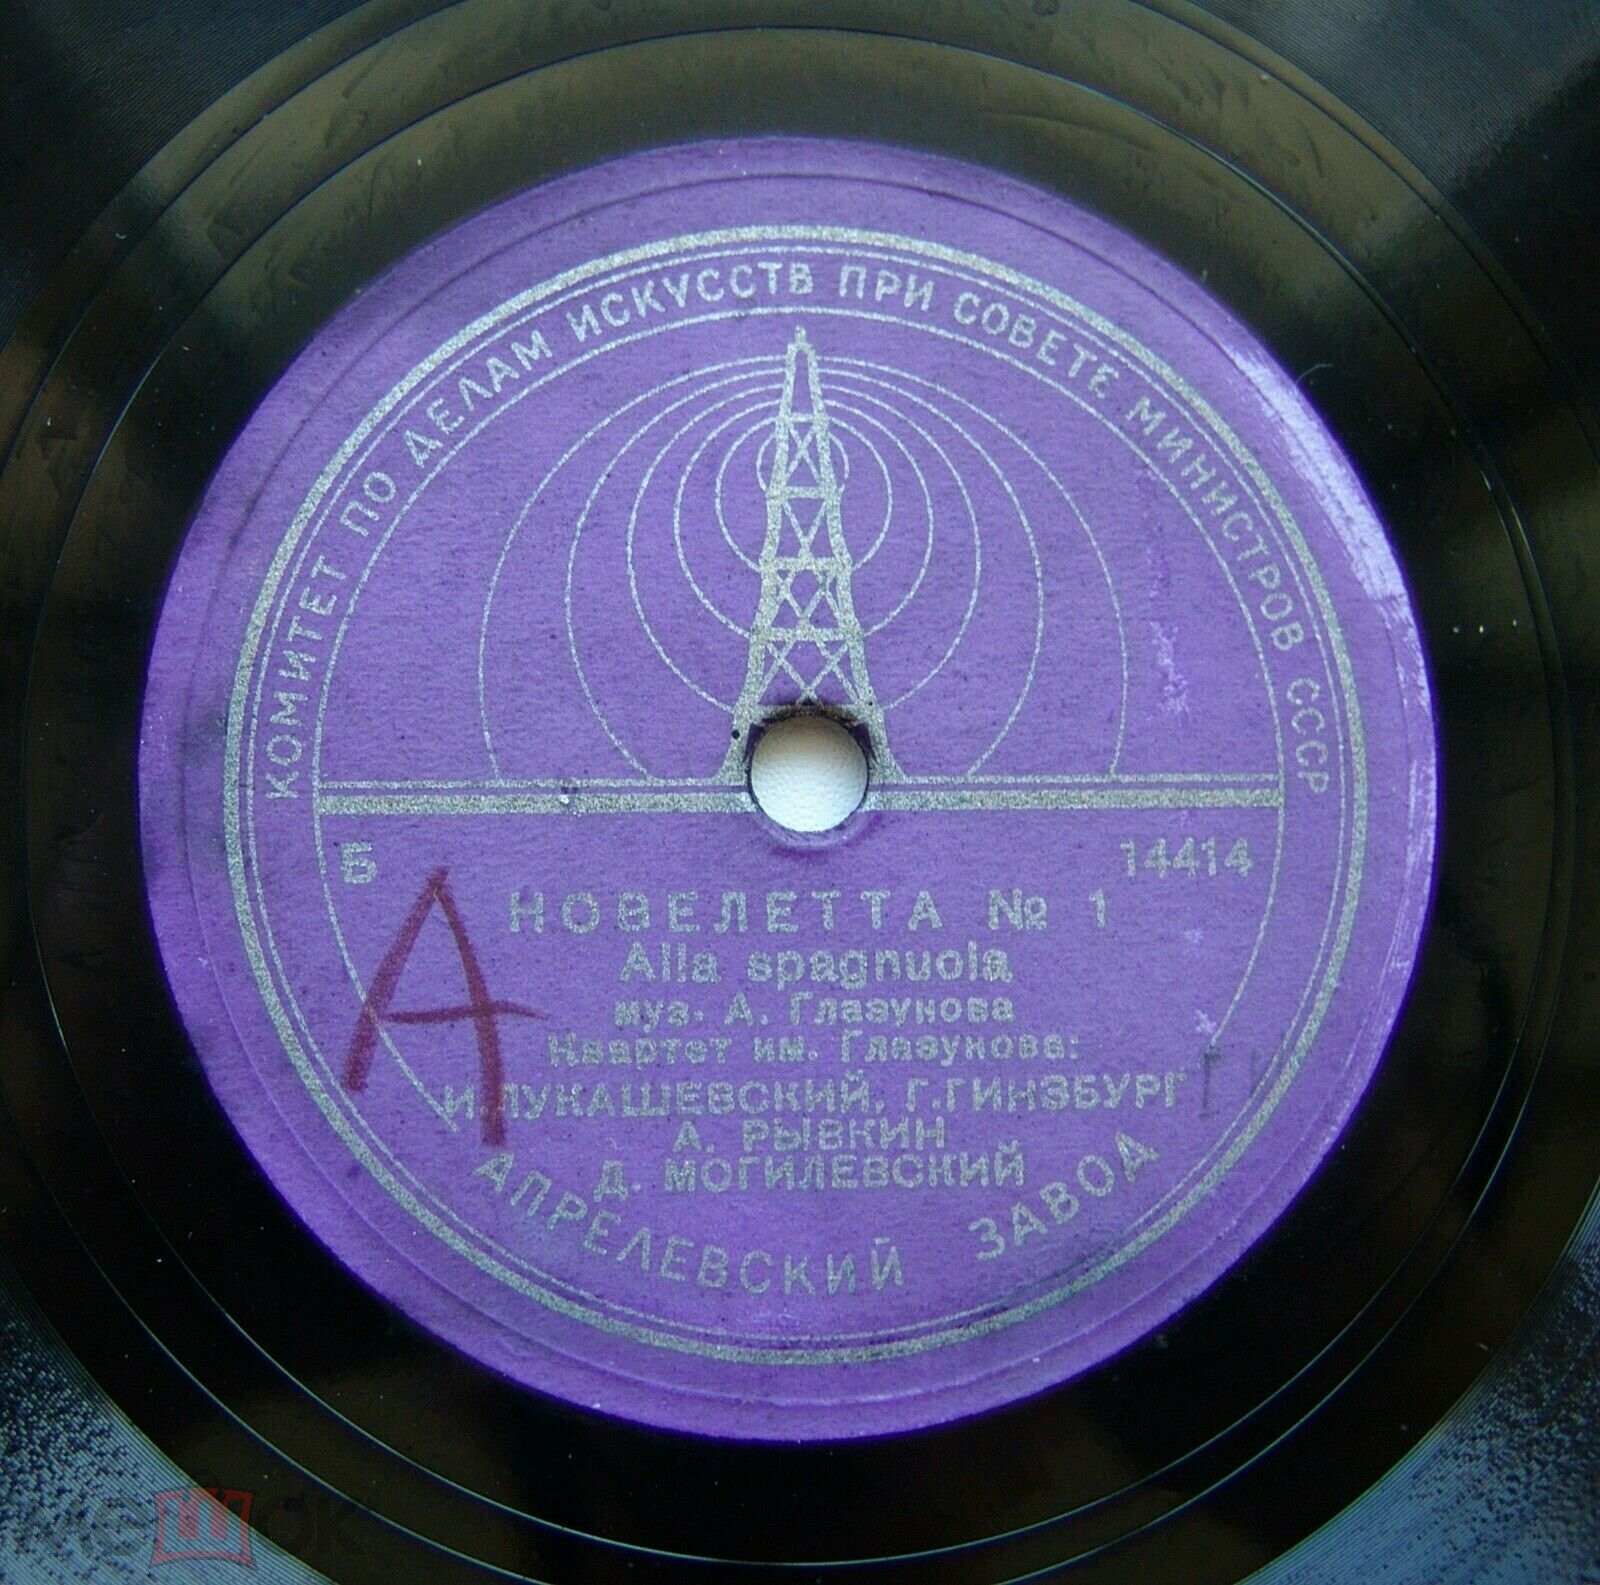 КОМИТЕТ ПО ДЕЛАМ ИСКУССТВ ПРИ СОВЕТЕ МИНИСТРОВ СССР
Б 14414
А
НОВЕЛЕТТА № 1
Alla spagnuola
муз. А. Глазунова
Квартет им. Глазунова:
И.ЛУКАШЕВСКИЙ, Г.ГИНЗБУРГ
А. РЫВКИН
Д. МОГИЛЕВСКИЙ
АПРЕЛЕВСКИЙ ЗАВОД
мешок